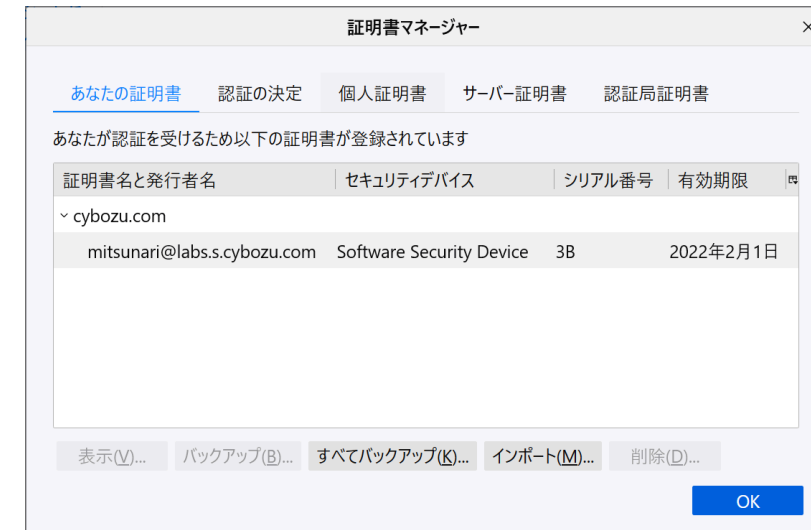 証明書マネージャー
あなたの証明書 認証の決定 個人証明書 サーバー証明書 認証局証明書
あなたが認証を受けるため以下の証明書が登録されています
証明書名と発行者名 セキュリティデバイス シリアル番号 有効期限
cybozu.com
mitsunari@labs.s.cybozu.com Software Security Device 3B 2022年2月1日
表示(V)... バックアップ(B)... すべてバックアップ(K)... インポート(M)... 削除(D)...
OK